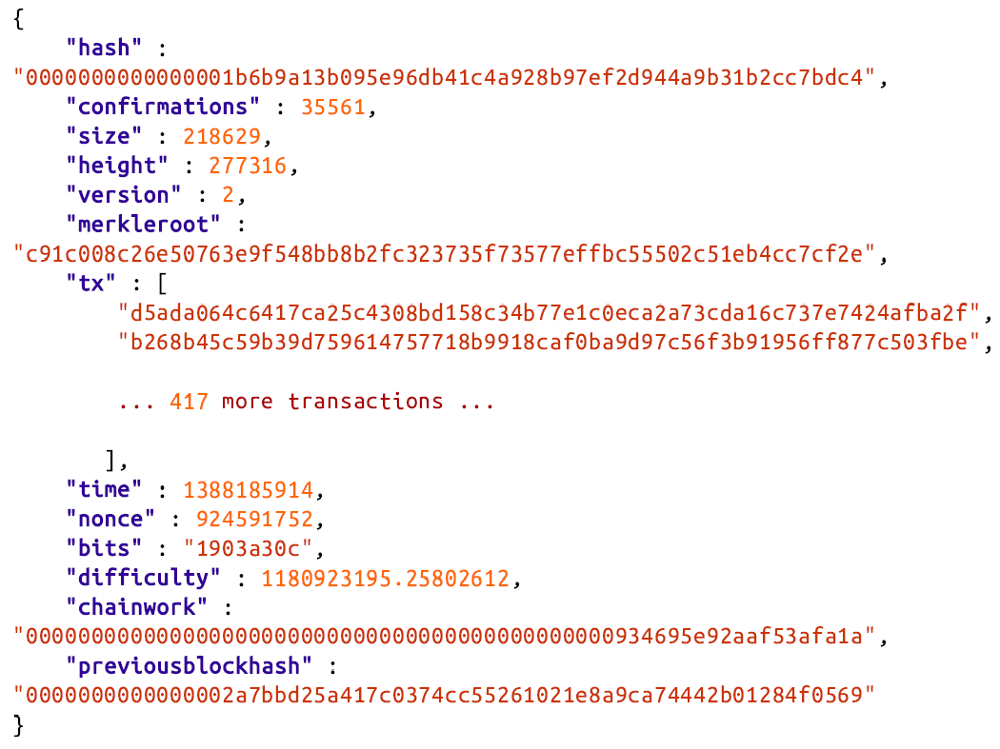 {
"hash" :
"0000000000000001b6b9a13b095e96db41c4a928b97ef2d944a9b31b2cc7bdc4",
"confirmations" : 35561,
"size" : 218629,
"height" : 277316,
"version" : 2,
"merkleroot" :
"c91c008c26e50763e9f548bb8b2fc323735f73577effbc55502c51eb4cc7cf2e",
"tx" : [
"d5ada064c6417ca25c4308bd158c34b77e1c0eca2a73cda16c737e7424afba2f",
"b268b45c59b39d759614757718b9918caf0ba9d97c56f3b91956ff877c503fbe",
... 417 more transactions ...
],
"time" : 1388185914,
"nonce" : 924591752,
"bits" : "1903a30c",
"difficulty" : 1180923195.25802612,
"chainwork" :
"000000000000000000000000000000000000000000000934695e92aaf53afa1a",
"previousblockhash" :
"0000000000000002a7bbd25a417c0374cc55261021e8a9ca74442b01284f0569"
}